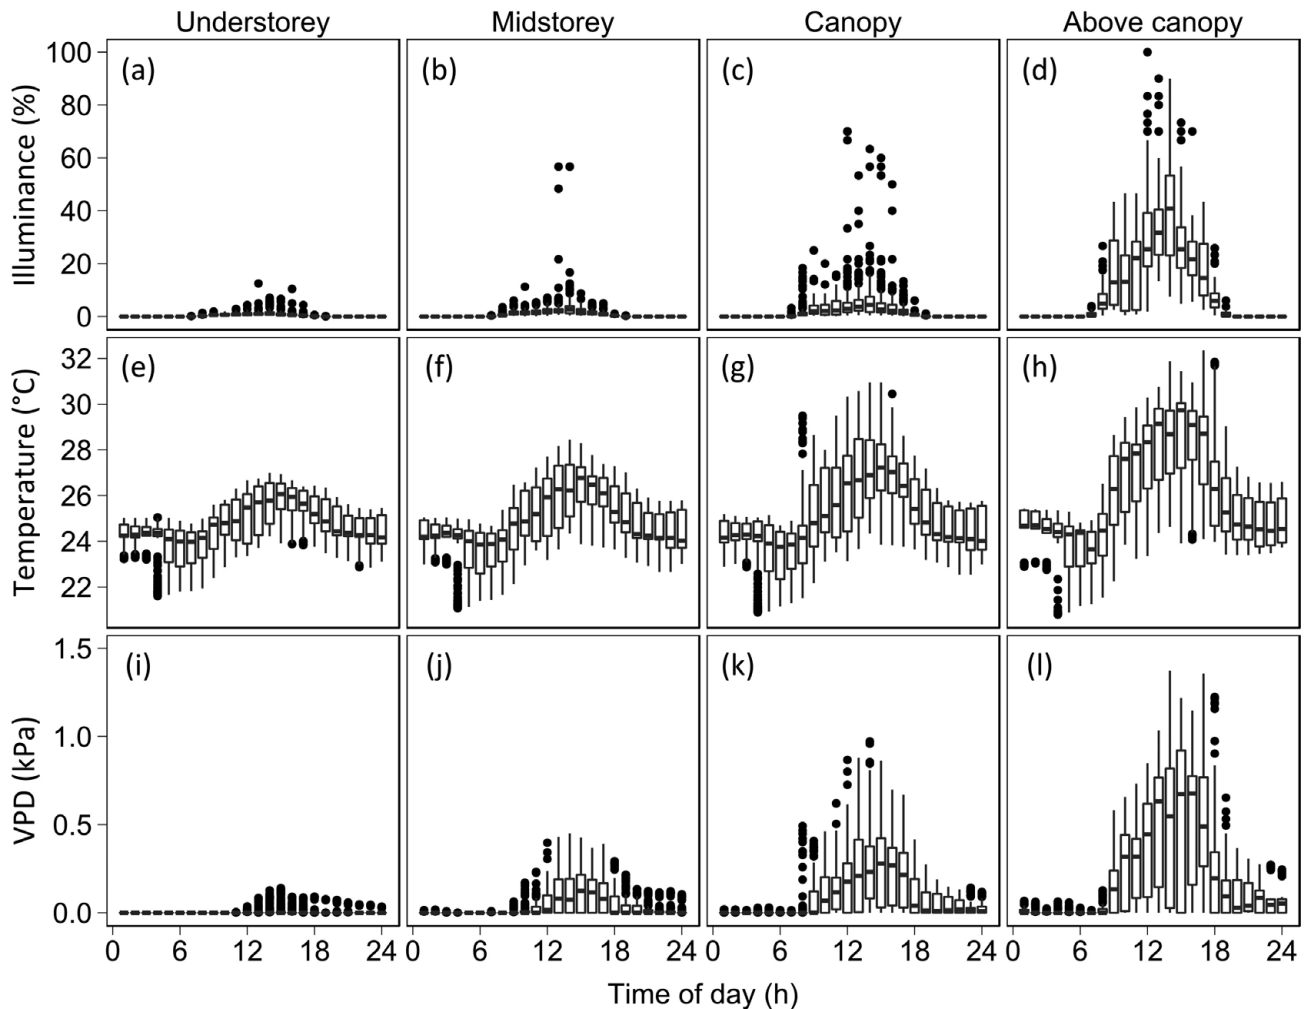 Understorey Midstorey Canopy Above canopy
Illuminance (%)
100
80
60
40
20
0
(a) (b) (c) (d)
Temperature (°C)
32
30
28
26
24
22
(e) (f) (g) (h)
VPD (kPa)
1.5
1.0
0.5
0.0
(i) (j) (k) (l)
0 6 12 18 24 0 6 12 18 24 0 6 12 18 24 0 6 12 18 24
Time of day (h)